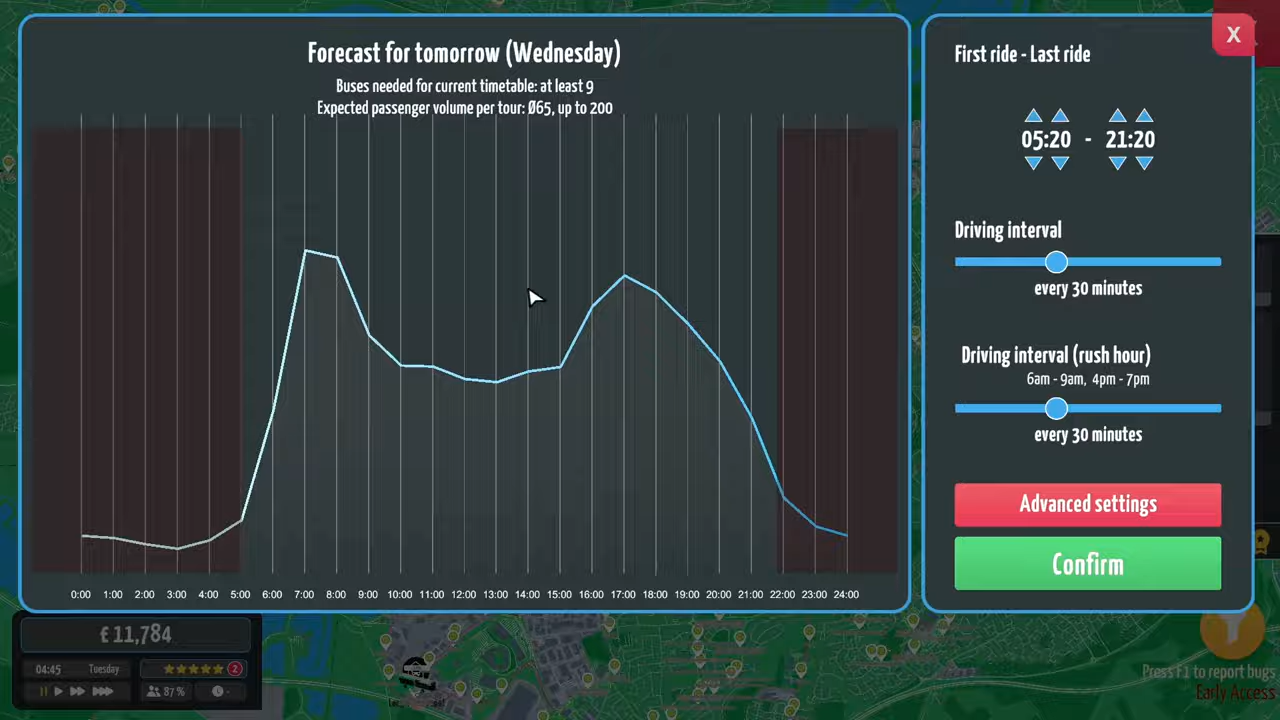 Forecast for tomorrow (Wednesday)
Buses needed for current timetable: at least 9
Expected passenger volume per tour: Ø65, up to 200
0:00 1:00 2:00 3:00 4:00 5:00 6:00 7:00 8:00 9:00 10:00 11:00 12:00 13:00 14:00 15:00 16:00 17:00 18:00 19:00 20:00 21:00 22:00 23:00 24:00
X
First ride - Last ride
05:20 - 21:20
Driving interval
every 30 minutes
Driving interval (rush hour)
6am - 9am, 4pm - 7pm
every 30 minutes
Advanced settings
Confirm
£ 11,784
04:45 Tuesday
2
87 %
-
Press F1 to report bugs
Early Access